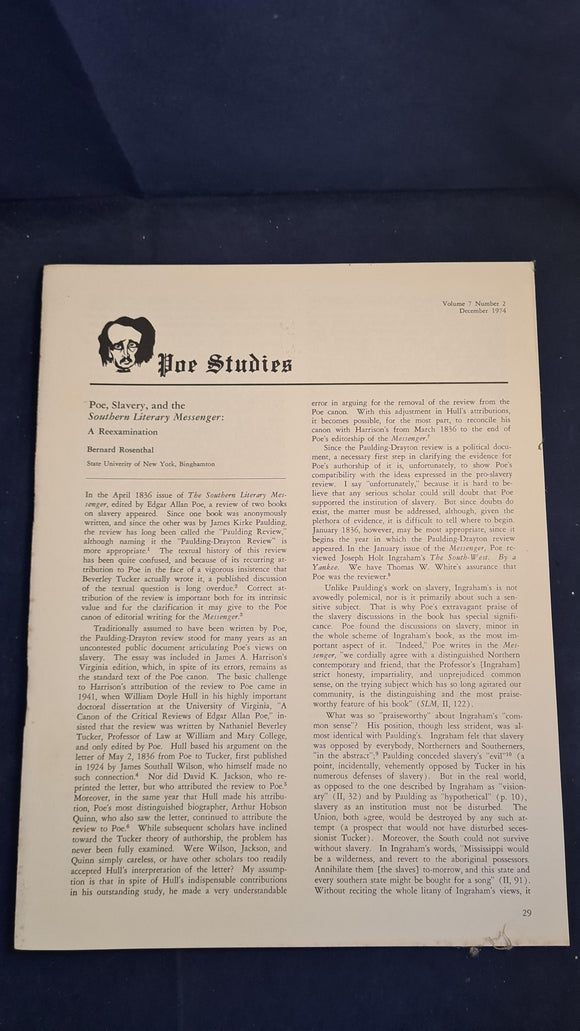 Volume 7 Number 2
December 1974
Poe Studies
Poe, Slavery, and the
Southern Literary Messenger:
A Reexamination
Bernard Rosenthal
State Univerity of New York, Binghamton
In the April 1836 issue of The Southern Literary Mes-
senger, edited by Edgar Allan Poe, a review of two books
on slavery appeared. Since one book was anonymously
written, and since the other was by James Kirke Paulding,
the review has long been called the "Paulding Review,"
although naming it the "Paulding-Drayton Review" is
more appropriate.1 The textual history of this review
has been quite confused, and because of its recurring at-
tribution to Poe in the face of a vigorous insistence that
Beverley Tucker actually wrote it, a published discussion
of the textual question is long overdue.2 Correct at-
tribution of the review is important both for its intrinsic
value and for the clarification it may give to the Poe
canon of editorial writing for the Messenger.3
Traditionally assumed to have been written by Poe,
the Paulding-Drayton review stood for many years as an
uncontested public document articulating Poe's views on
slavery. The essay was included in James A. Harrison's
Virginia edition, which, in spite of its errors, remains as
the standard text of the Poe canon. The basic challenge
to Harrison's attribution of the review to Poe came in
1941, when William Doyle Hull in his highly important
doctoral dissertation at the University of Virginia, "A
Canon of the Critical Reviews of Edgar Allan Poe," in-
sisted that the review was written by Nathaniel Beverley
Tucker, Professor of Law at William and Mary College,
and only edited by Poe. Hull based his argument on the
letter of May 2, 1836 from Poe to Tucker, first published
in 1924 by James Southall Wilson, who himself made no
such connection.4 Nor did David K. Jackson, who re-
printed the letter, but who attributed the review to Poe.5
Moreover, in the same year that Hull made his attribu-
tion, Poe's most distinguished biographer, Arthur Hobson
Quinn, who also saw the letter, continued to attribute the
review to Poe.6 While subsequent scholars have inclined
toward the Tucker theory of authorship, the problem has
never been fully examined. Were Wilson, Jackson, and
Quinn simply careless, or have other scholars too readily
accepted Hull's interpretation of the letter? My assump-
tion is that in spite of Hull's indispensable contributions
in his outstanding study, he made a very understandable
error in arguing for the removal of the review from the
Poe canon. With this adjustment in Hull's attributions,
it becomes possible, for the most part, to reconcile his
canon with Harrison's from March 1836 to the end of
Poe's editorship of the Messenger.7
Since the Paulding-Drayton review is a political docu-
ment, a necessary first step in clarifying the evidence for
Poe's authorship of it is, unfortunately, to show Poe's
compatibility with the ideas expressed in the pro-slavery
review. I say "unfortunately," because it is hard to be-
lieve that any serious scholar could still doubt that Poe
supported the institution of slavery. But since doubts do
exist, the matter must be addressed, although, given the
plethora of evidence, it is difficult to tell where to begin.
January 1836, however, may be most appropriate, since it
begins the year in which the Paulding-Drayton review
appeared. In the January issue of the Messenger, Poe re-
viewed Joseph Holt Ingraham's The South-West. By a
Yankee. We have Thomas W. White's assurance that
Poe was the reviewer.8
Unlike Paulding's work on slavery, Ingraham's is not
avowedly polemical, nor is it primarily about such a sen-
sitive subject. That is why Poe's extravagant praise of
the slavery discussions in the book has special signifi-
cance. Poe found the discussions on slavery, minor in
the whole scheme of Ingraham's book, as the most im-
portant aspect of it. "Indeed," Poe writes in the Mes-
senger, "we cordially agree with a distinguished Northern
contemporary and friend, that the Professor's [Ingraham]
strict honesty, impartiality, and unprejudiced common
sense, on the trying subject which has so long agitated our
community, is the distinguishing and the most praise-
worthy feature of his book" (SLM, II, 122).
What was so "praiseworthy" about Ingraham's "com-
mon sense"? His position, though less strident, was al-
most identical with Paulding's. Ingraham felt that slavery
was opposed by everybody, Northerners and Southerners,
"in the abstract";9 Paulding conceded slavery's "evil"10 (a
point, incidentally, vehemently opposed by Tucker in his
numerous defenses of slavery). But in the real world,
as opposed to the one described by Ingraham as "vision-
ary" (II, 32) and by Paulding as "hypothetical" (p. 10),
slavery as an institution must not be disturbed. The
Union, both agree, would be destroyed by any such at-
tempt (a prospect that would not have disturbed seces-
sionist Tucker). Moreover, the South could not survive
without slavery. In Ingraham's words, "Mississippi would
be a wilderness, and revert to the aboriginal possessors.
Annihilate them [the slaves] to-morrow, and this state and
every southern state might be bought for a song" (II, 91).
Without reciting the whole litany of Ingraham's views, it
29